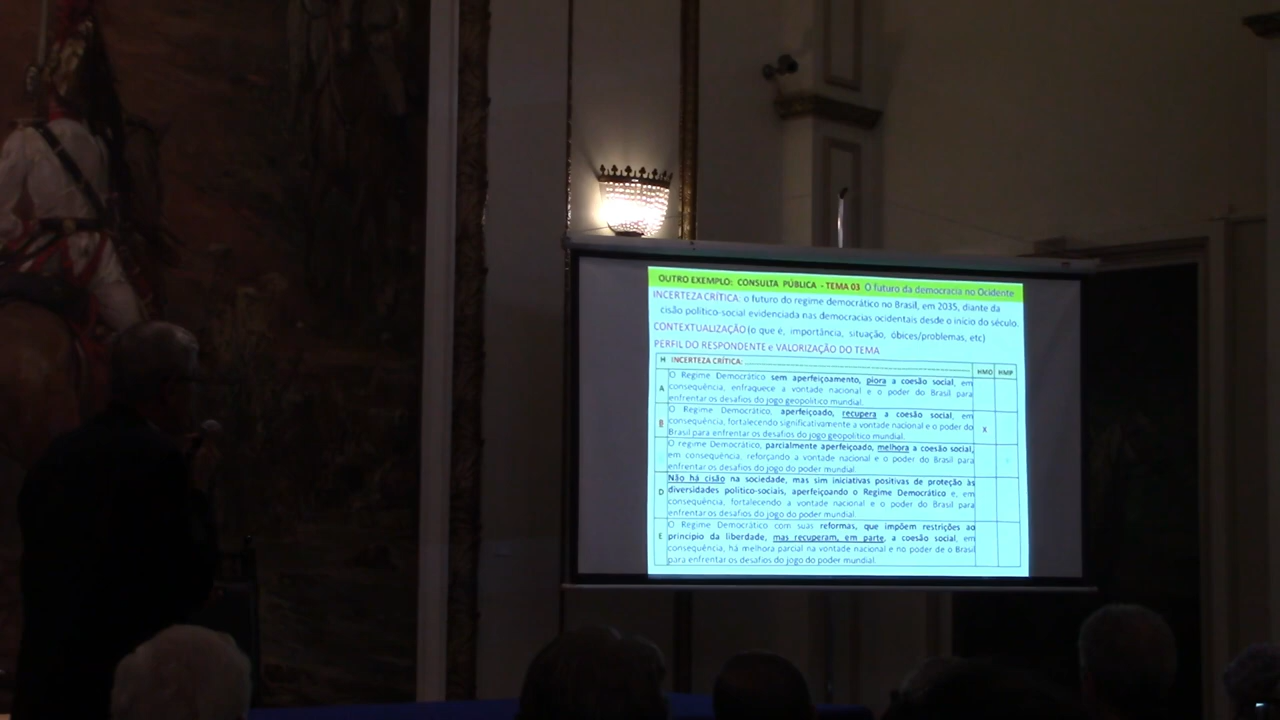 OUTRO EXEMPLO: CONSULTA PÚBLICA - TEMA 03 O futuro da democracia no Ocidente
INCERTEZA CRÍTICA: o futuro do regime democrático no Brasil, em 2035, diante da
cisão político-social evidenciada nas democracias ocidentais desde o início do século.
CONTEXTUALIZAÇÃO (o que é, importância, situação, óbices/problemas, etc)
PERFIL DO RESPONDENTE e VALORIZAÇÃO DO TEMA
H INCERTEZA CRÍTICA: HMO HMP
O Regime Democrático sem aperfeiçoamento, piora a coesão social, em
A consequência, enfraquece a vontade nacional e o poder do Brasil para
enfrentar os desafios do jogo geopolítico mundial.
O Regime Democrático, aperfeiçoado, recupera a coesão social, em
B consequência, fortalecendo significativamente a vontade nacional e o poder do X
Brasil para enfrentar os desafios do jogo geopolítico mundial.
O regime Democrático, parcialmente aperfeiçoado, melhora a coesão social,
em consequência, reforçando a vontade nacional e o poder do Brasil para
enfrentar os desafios do jogo do poder mundial.
Não há cisão na sociedade, mas sim iniciativas positivas de proteção às
D diversidades político-sociais, aperfeiçoando o Regime Democrático e, em
consequência, fortalecendo a vontade nacional e o poder do Brasil para
enfrentar os desafios do jogo do poder mundial.
O Regime Democrático com suas reformas, que impõem restrições ao
E princípio da liberdade, mas recuperam, em parte, a coesão social, em
consequência, há melhora parcial na vontade nacional e no poder de o Brasil
para enfrentar os desafios do jogo do poder mundial.